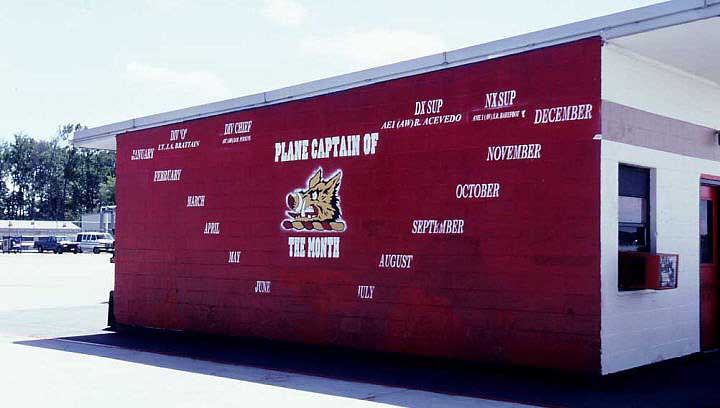 DIV "O"
LT. J.A. BRATTAIN
DIV CHIEF
DX SUP
AE1 (AW) R. ACEVEDO
NX SUP
PLANE CAPTAIN OF
THE MONTH
JANUARY
FEBRUARY
MARCH
APRIL
MAY
JUNE
JULY
AUGUST
SEPTEMBER
OCTOBER
NOVEMBER
DECEMBER